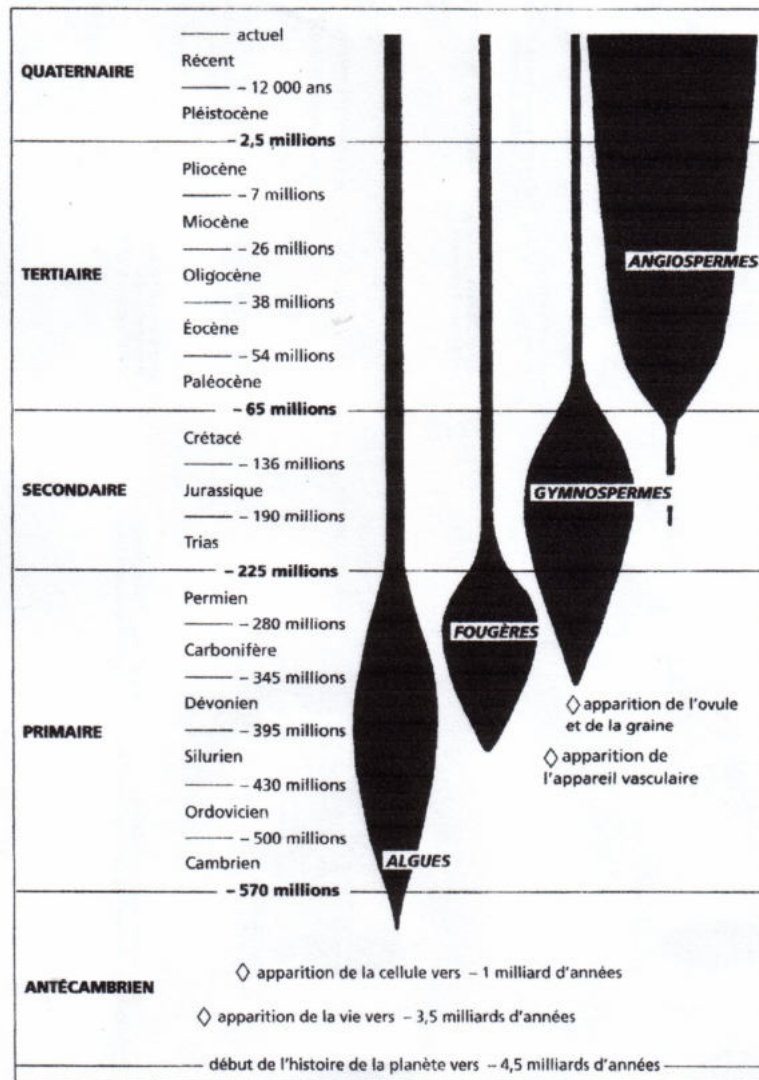 actuel
QUATERNAIRE
Récent
– 12 000 ans
Pléistocène
– 2,5 millions
Pliocène
– 7 millions
Miocène
– 26 millions
ANGIOSPERMES
TERTIAIRE
Oligocène
– 38 millions
Éocène
– 54 millions
Paléocène
– 65 millions
Crétacé
– 136 millions
SECONDAIRE
Jurassique
GYMNOSPERMES
– 190 millions
Trias
– 225 millions
Permien
– 280 millions
FOUGÈRES
Carbonifère
– 345 millions
Dévonien
◊ apparition de l'ovule
et de la graine
PRIMAIRE
– 395 millions
Silurien
◊ apparition de
l'appareil vasculaire
– 430 millions
Ordovicien
– 500 millions
Cambrien
ALGUES
– 570 millions
◊ apparition de la cellule vers – 1 milliard d'années
ANTÉCAMBRIEN
◊ apparition de la vie vers – 3,5 milliards d'années
début de l'histoire de la planète vers – 4,5 milliards d'années